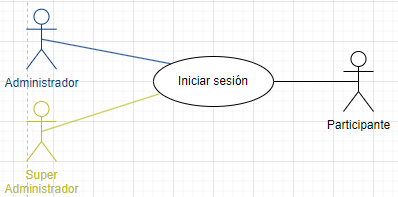 Iniciar sesión
Administrador
Participante
Super
Administrador